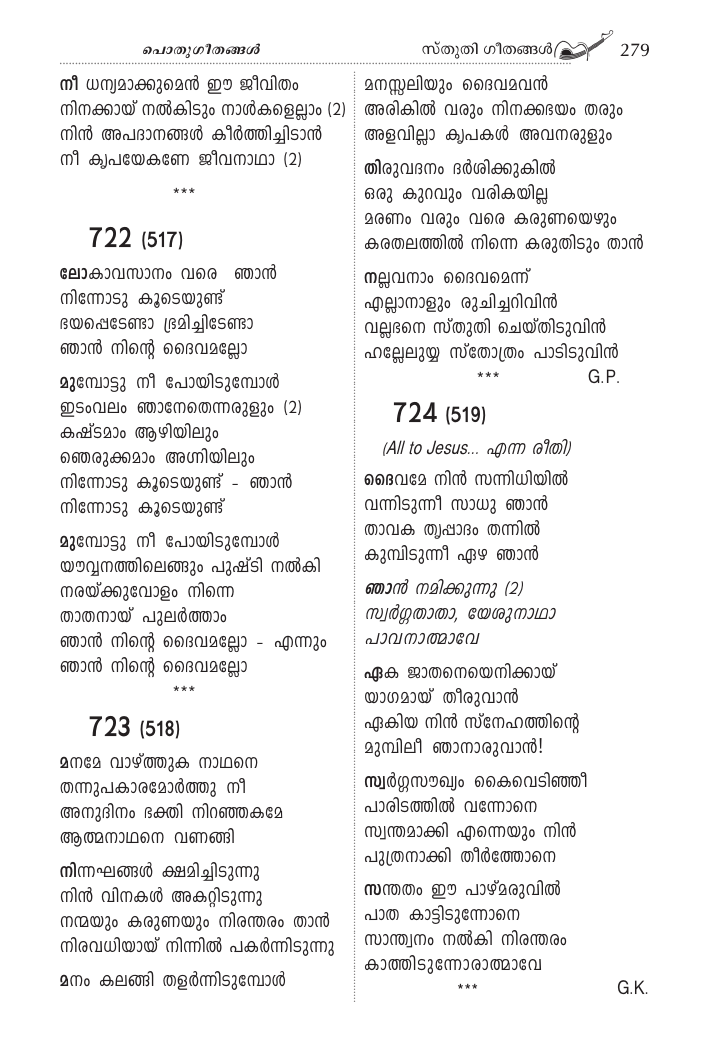 പൊതുഗീതങ്ങൾ
സ്തുതി ഗീതങ്ങൾ 279
നീ ധന്യമാക്കുമെൻ ഈ ജീവിതം
നിനക്കായ് നൽകിടും നാൾകളെല്ലാം (2)
നിൻ അപദാനങ്ങൾ കീർത്തിച്ചിടാൻ
നീ കൃപയേകണേ ജീവനാഥാ (2)
***
722 (517)
ലോകാവസാനം വരെ ഞാൻ
നിന്നോടു കൂടെയുണ്ട്
ഭയപ്പെടേണ്ടാ ഭ്രമിച്ചിടേണ്ടാ
ഞാൻ നിന്റെ ദൈവമല്ലോ
മുമ്പോട്ടു നീ പോയിടുമ്പോൾ
ഇടംവലം ഞാനേതെന്നരുളും (2)
കഷ്ടമാം ആഴിയിലും
ഞെരുക്കമാം അഗ്നിയിലും
നിന്നോടു കൂടെയുണ്ട് – ഞാൻ
നിന്നോടു കൂടെയുണ്ട്
മുമ്പോട്ടു നീ പോയിടുമ്പോൾ
യൗവ്വനത്തിലെങ്ങും പുഷ്ടി നൽകി
നരയ്ക്കുവോളം നിന്നെ
താതനായ് പുലർത്താം
ഞാൻ നിന്റെ ദൈവമല്ലോ – എന്നും
ഞാൻ നിന്റെ ദൈവമല്ലോ
***
723 (518)
മനമേ വാഴ്ത്തുക നാഥനെ
തന്നുപകാരമോർത്തു നീ
അനുദിനം ഭക്തി നിറഞ്ഞകമേ
ആത്മനാഥനെ വണങ്ങി
നിന്നഘങ്ങൾ ക്ഷമിച്ചിടുന്നു
നിൻ വിനകൾ അകറ്റിടുന്നു
നന്മയും കരുണയും നിരന്തരം താൻ
നിരവധിയായ് നിന്നിൽ പകർന്നിടുന്നു
മനം കലങ്ങി തളർന്നിടുമ്പോൾ
മനസ്സലിയും ദൈവമവൻ
അരികിൽ വരും നിനക്കഭയം തരും
അളവില്ലാ കൃപകൾ അവനരുളും
തിരുവദനം ദർശിക്കുകിൽ
ഒരു കുറവും വരികയില്ല
മരണം വരും വരെ കരുണയെഴും
കരതലത്തിൽ നിന്നെ കരുതിടും താൻ
നല്ലവനാം ദൈവമെന്ന്
എല്ലാനാളും രുചിച്ചറിവിൻ
വല്ലഭനെ സ്തുതി ചെയ്തിടുവിൻ
ഹല്ലേലുയ്യ സ്തോത്രം പാടിടുവിൻ
*** G.P.
724 (519)
(All to Jesus... എന്ന രീതി)
ദൈവമേ നിൻ സന്നിധിയിൽ
വന്നിടുന്നീ സാധു ഞാൻ
താവക തൃപ്പാദം തന്നിൽ
കുമ്പിടുന്നീ ഏഴ ഞാൻ
ഞാൻ നമിക്കുന്നു (2)
സ്വർഗ്ഗതാതാ, യേശുനാഥാ
പാവനാത്മാവേ
ഏക ജാതനെയെനിക്കായ്
യാഗമായ് തീരുവാൻ
ഏകിയ നിൻ സ്നേഹത്തിന്റെ
മുമ്പിലീ ഞാനാരുവാൻ!
സ്വർഗ്ഗസൗഖ്യം കൈവെടിഞ്ഞീ
പാരിടത്തിൽ വന്നോനെ
സ്വന്തമാക്കി എന്നെയും നിൻ
പുത്രനാക്കി തീർത്തോനെ
സന്തതം ഈ പാഴ്മരുവിൽ
പാത കാട്ടിടുന്നോനെ
സാന്ത്വനം നൽകി നിരന്തരം
കാത്തിടുന്നോരാത്മാവേ
*** G.K.